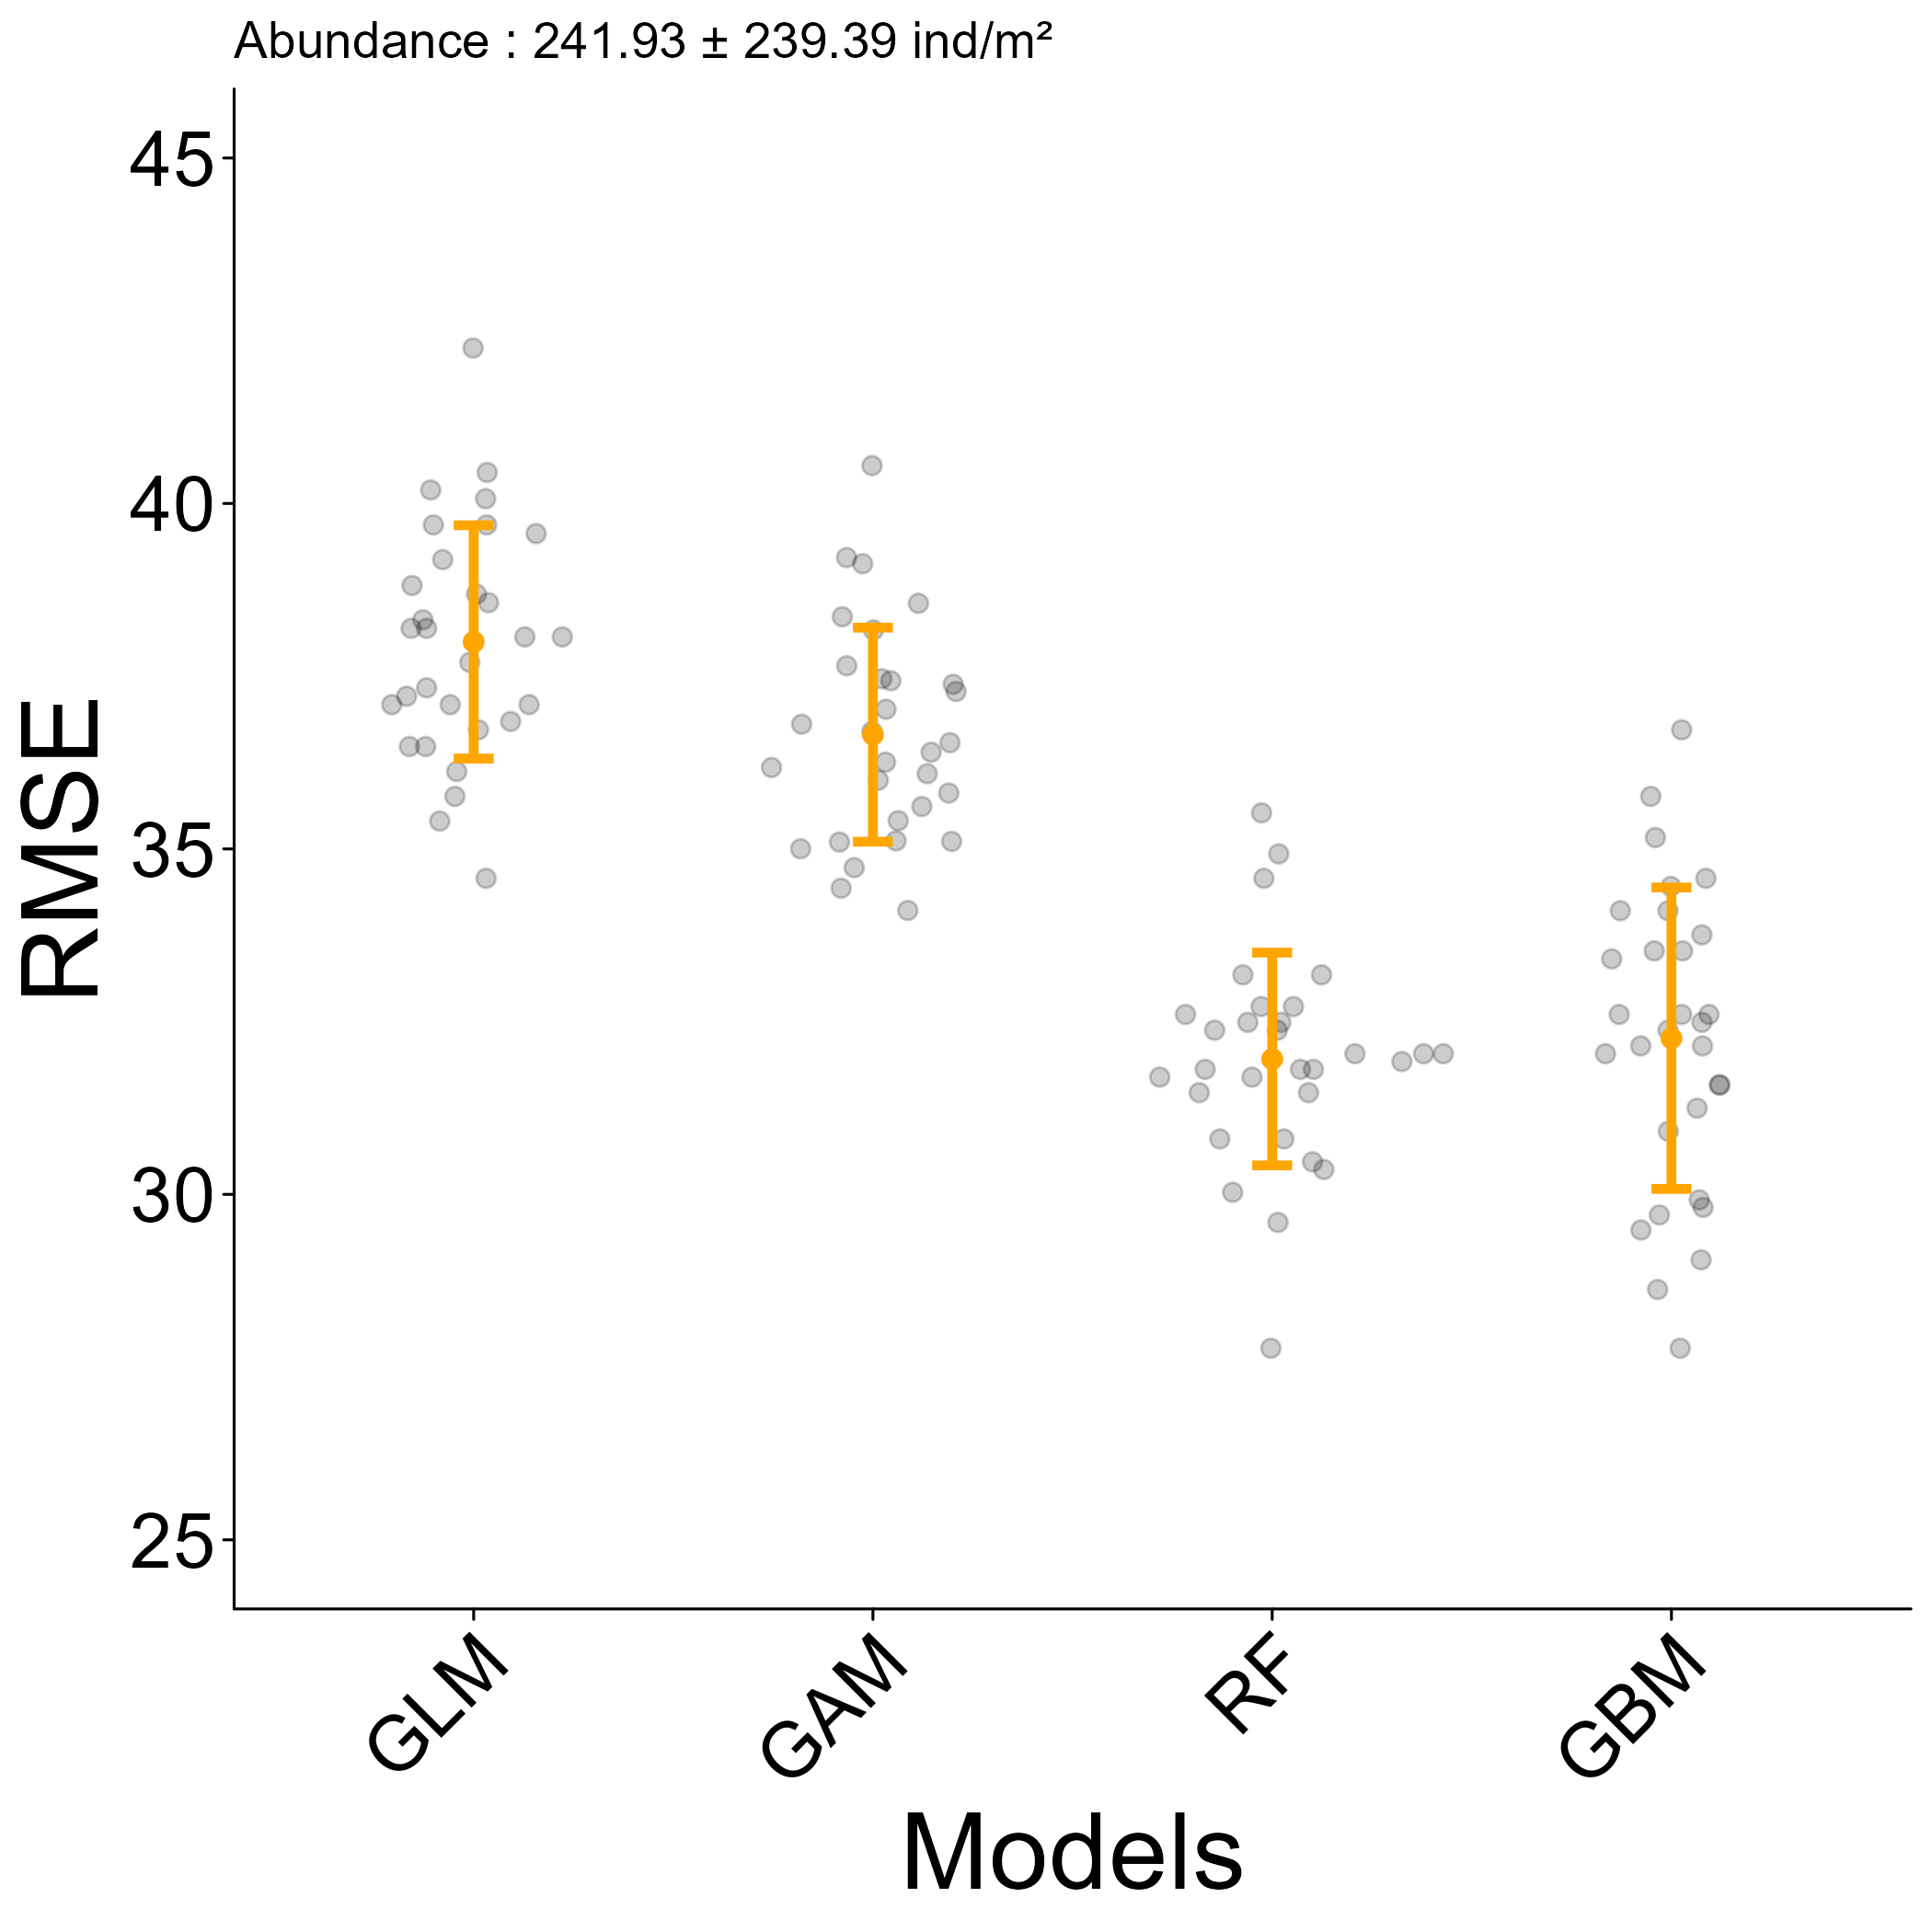 Abundance : 241.93 ± 239.39 ind/m²
45
40
35
30
25
RMSE
GLM
GAM
RF
GBM
Models